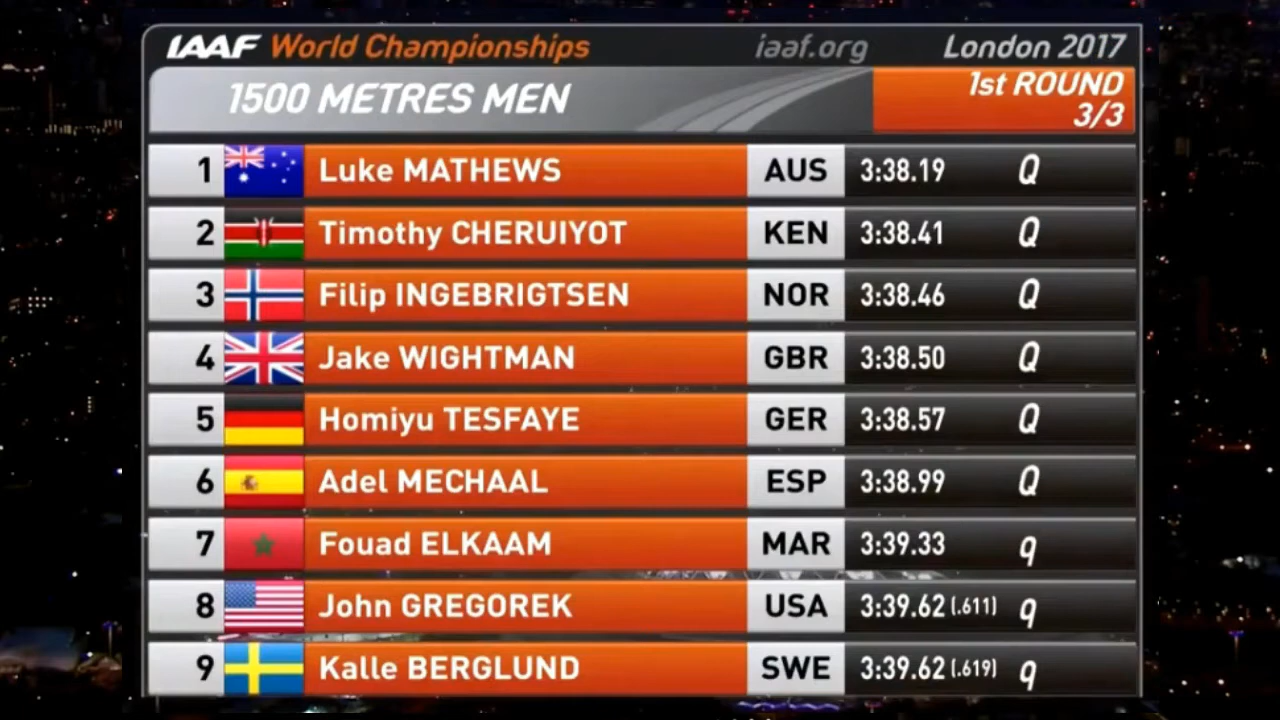 IAAF World Championships iaaf.org London 2017
1500 METRES MEN 1st ROUND
3/3
1 Luke MATHEWS AUS 3:38.19 Q
2 Timothy CHERUIYOT KEN 3:38.41 Q
3 Filip INGEBRIGTSEN NOR 3:38.46 Q
4 Jake WIGHTMAN GBR 3:38.50 Q
5 Homiyu TESFAYE GER 3:38.57 Q
6 Adel MECHAAL ESP 3:38.99 Q
7 Fouad ELKAAM MAR 3:39.33 q
8 John GREGOREK USA 3:39.62 (.611) q
9 Kalle BERGLUND SWE 3:39.62 (.619) q